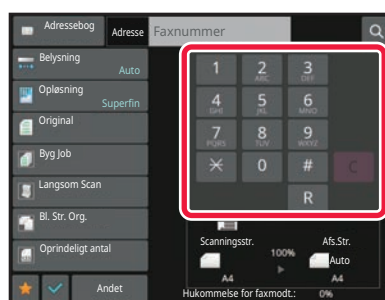 Adressebog Adresse Faxnummer
Belysning
Auto
Opløsning
Superfin
Original
Byg Job
Langsom Scan
Bl. Str. Org.
Oprindeligt antal
Andet
1 2 3
ABC DEF
4 5 6
GHI JKL MNO
7 8 9
PQRS TUV WXYZ
0 # C
R
Scanningsstr. 100% Afs.Str.
Auto
A4 A4
Hukommelse for faxmodt.: 0%